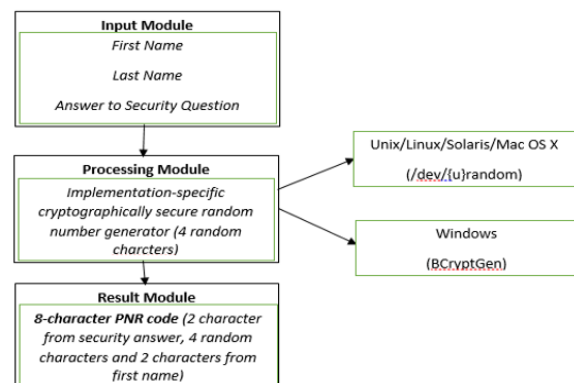 Input Module
First Name
Last Name
Answer to Security Question
Processing Module
Implementation-specific
cryptographically secure random
number generator (4 random
charcters)
Unix/Linux/Solaris/Mac OS X
(/dev/{u}random)
Windows
(BCryptGen)
Result Module
8-character PNR code (2 character
from security answer, 4 random
characters and 2 characters from
first name)